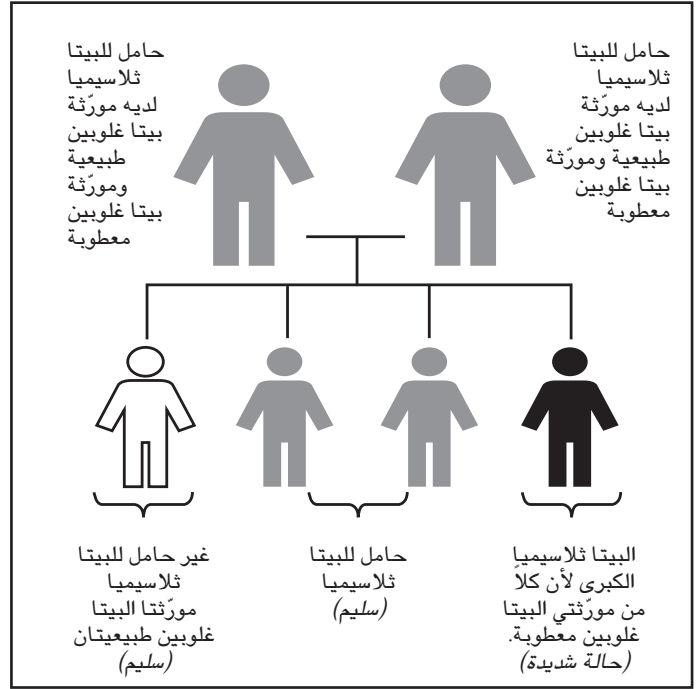 حامل للبيتا
ثلاسيميا
لديه مورّثة
بيتا غلوبين
طبيعية ومورّثة
بيتا غلوبين
معطوبة
حامل للبيتا
ثلاسيميا
لديه مورّثة
بيتا غلوبين
طبيعية
ومورّثة
بيتا غلوبين
معطوبة
البيتا ثلاسيميا
الكبرى لأن كلاً
من مورّثتي البيتا
غلوبين معطوبة.
(حالة شديدة)
حامل للبيتا
ثلاسيميا
(سليم)
غير حامل للبيتا
ثلاسيميا
مورّثتا البيتا
غلوبين طبيعيتان
(سليم)